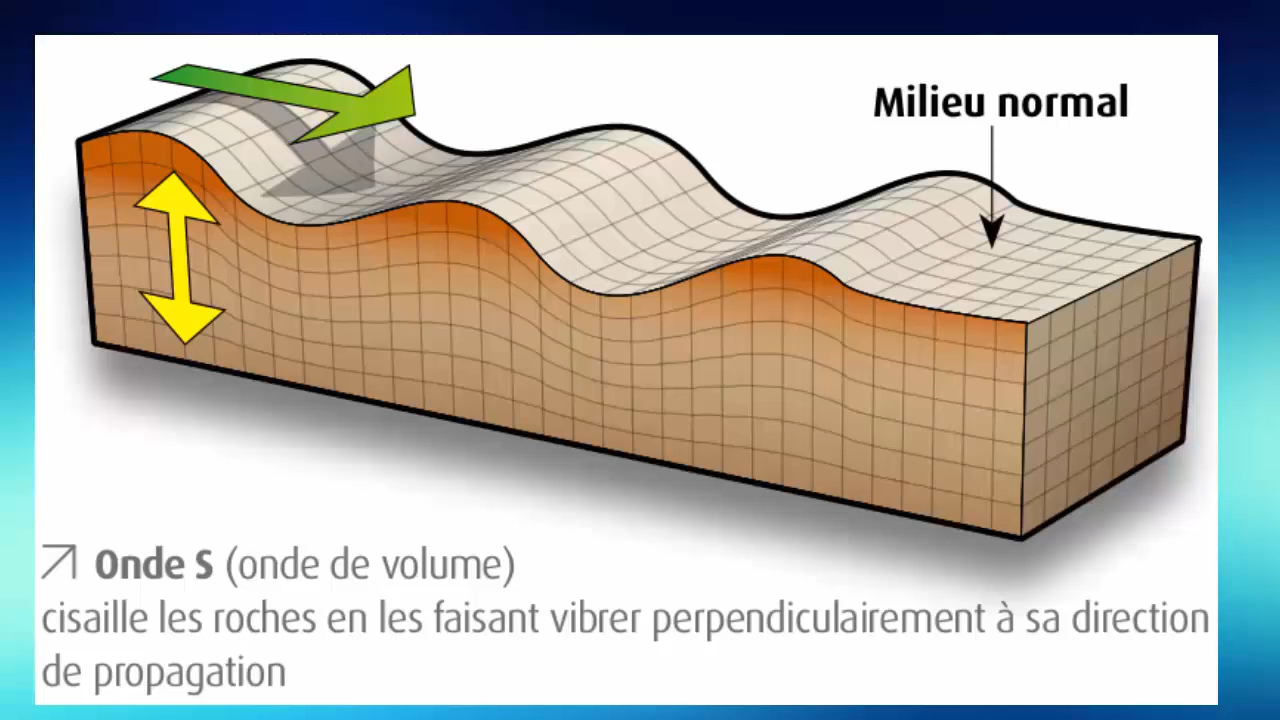 Milieu normal
Onde S (onde de volume)
cisaille les roches en les faisant vibrer perpendiculairement à sa direction
de propagation